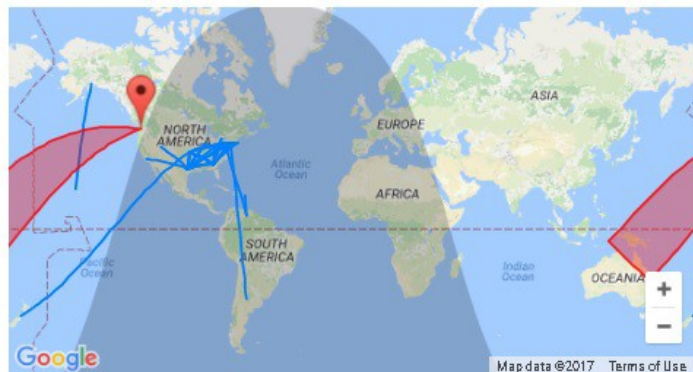 ASIA
NORTH
AMERICA
EUROPE
Atlantic
Ocean
AFRICA
SOUTH
AMERICA
Pacific
Ocean
Indian
Ocean
OCEANIA
+
−
Google
Map data ©2017 Terms of Use